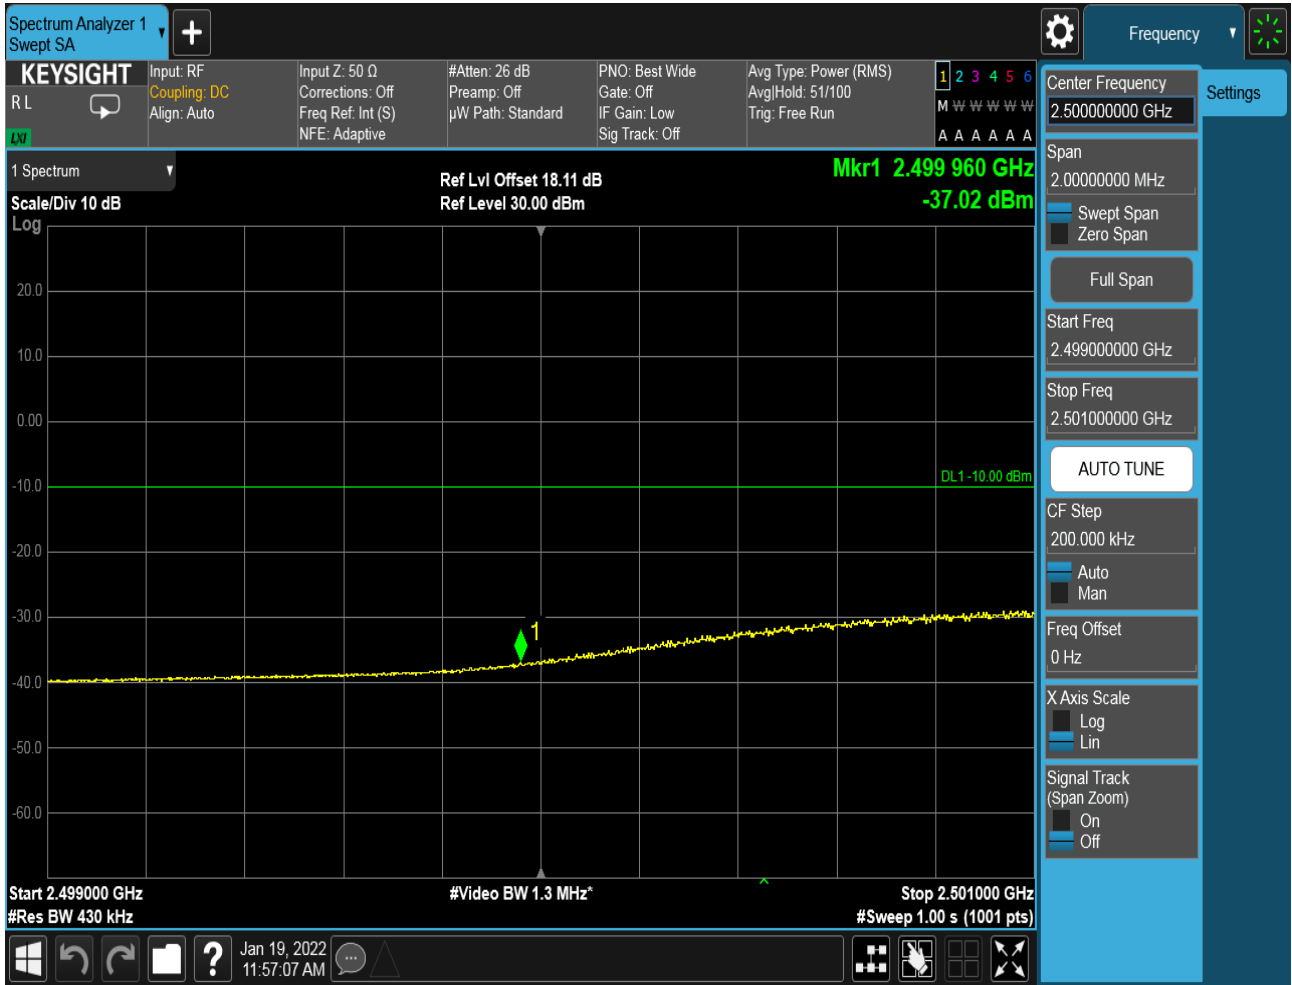 Spectrum Analyzer 1
Swept SA
Frequency
KEYSIGHT
R L
LXI
Input: RF
Coupling: DC
Align: Auto
Input Z: 50 Ω
Corrections: Off
Freq Ref: Int (S)
NFE: Adaptive
#Atten: 26 dB
Preamp: Off
µW Path: Standard
PNO: Best Wide
Gate: Off
IF Gain: Low
Sig Track: Off
Avg Type: Power (RMS)
Avg|Hold: 51/100
Trig: Free Run
1 2 3 4 5 6
M W W W W W
A A A A A A
1 Spectrum
Scale/Div 10 dB
Log
Ref Lvl Offset 18.11 dB
Ref Level 30.00 dBm
Mkr1 2.499 960 GHz
-37.02 dBm
20.0
10.0
0.00
-10.0
-20.0
-30.0
-40.0
-50.0
-60.0
DL1 -10.00 dBm
1
Start 2.499000 GHz
#Res BW 430 kHz
#Video BW 1.3 MHz*
Stop 2.501000 GHz
#Sweep 1.00 s (1001 pts)
Center Frequency
2.500000000 GHz
Settings
Span
2.00000000 MHz
Swept Span
Zero Span
Full Span
Start Freq
2.499000000 GHz
Stop Freq
2.501000000 GHz
AUTO TUNE
CF Step
200.000 kHz
Auto
Man
Freq Offset
0 Hz
X Axis Scale
Log
Lin
Signal Track
(Span Zoom)
On
Off
?
Jan 19, 2022
11:57:07 AM